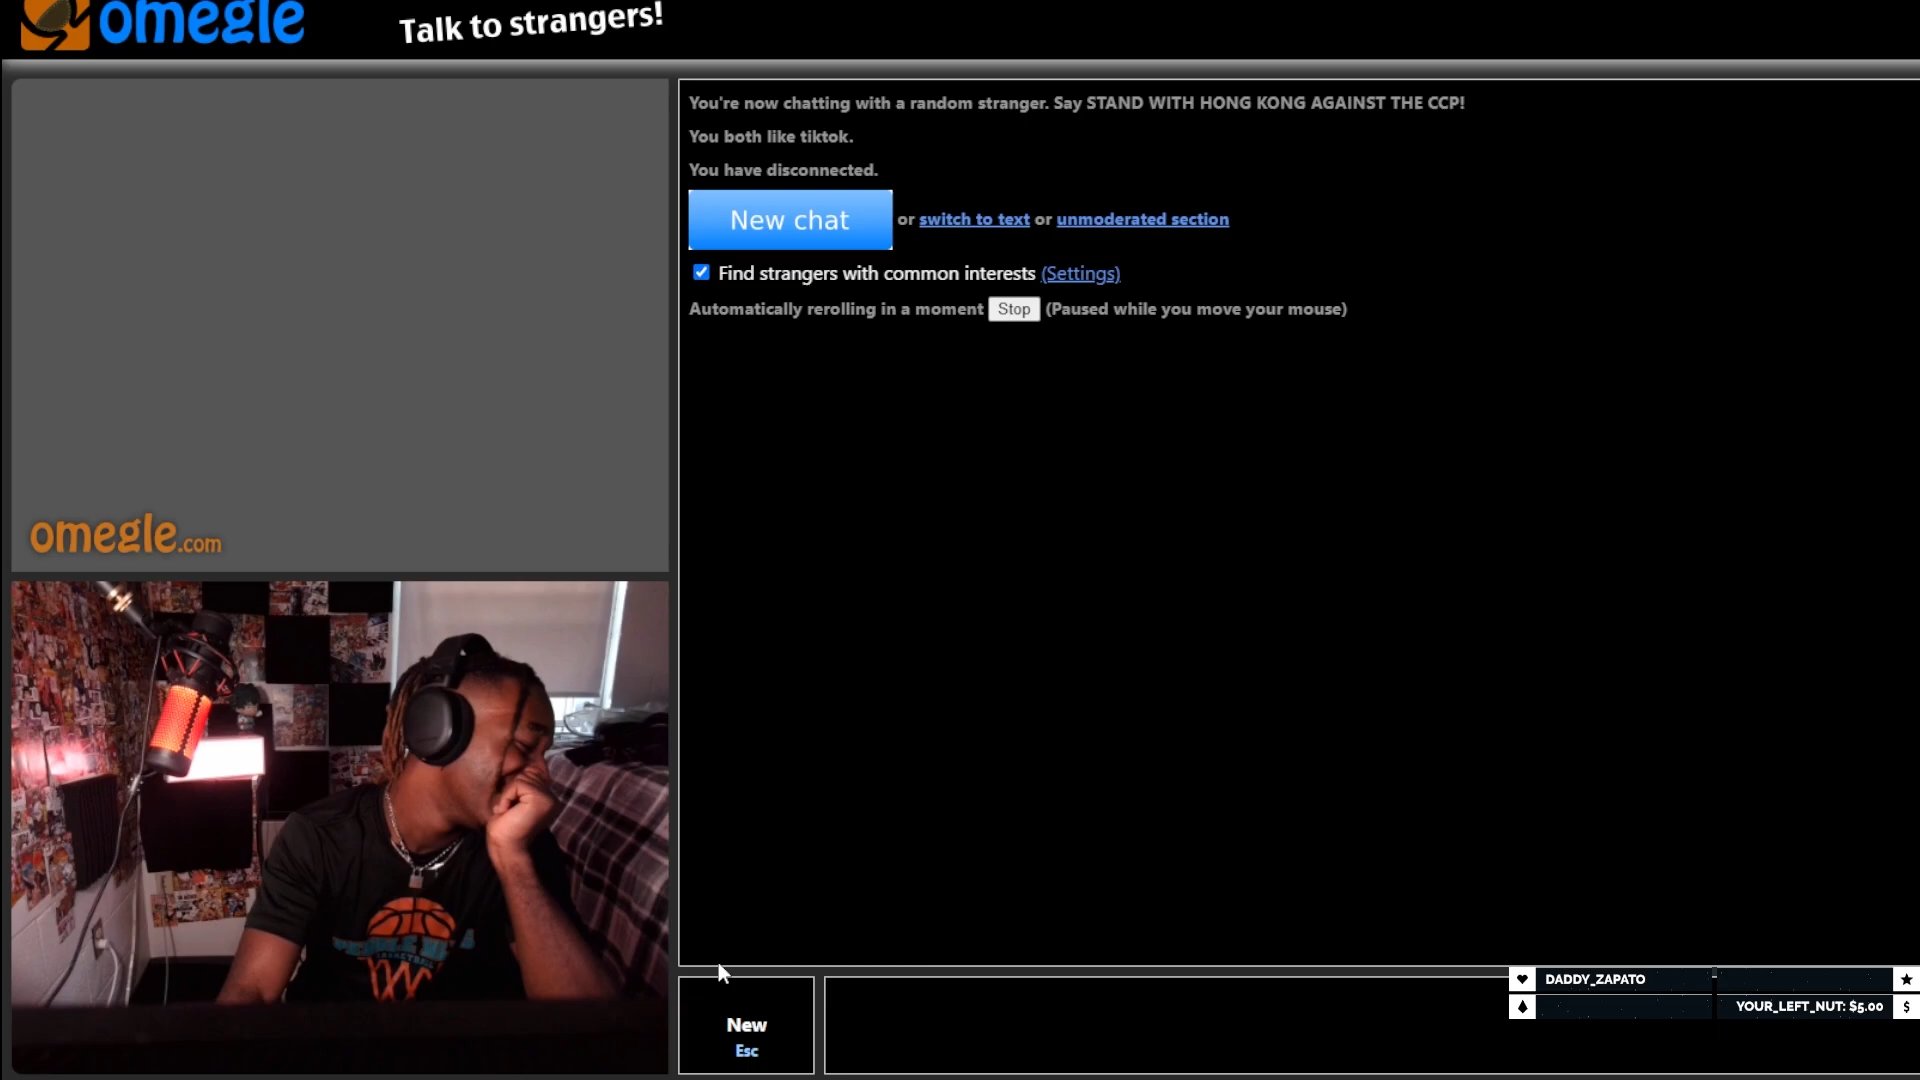 omegle
Talk to strangers!
You're now chatting with a random stranger. Say STAND WITH HONG KONG AGAINST THE CCP!
You both like tiktok.
You have disconnected.
New chat or switch to text or unmoderated section
Find strangers with common interests (Settings)
Automatically rerolling in a moment Stop (Paused while you move your mouse)
omegle.com
DADDY_ZAPATO
YOUR_LEFT_NUT: $5.00 $
New
Esc